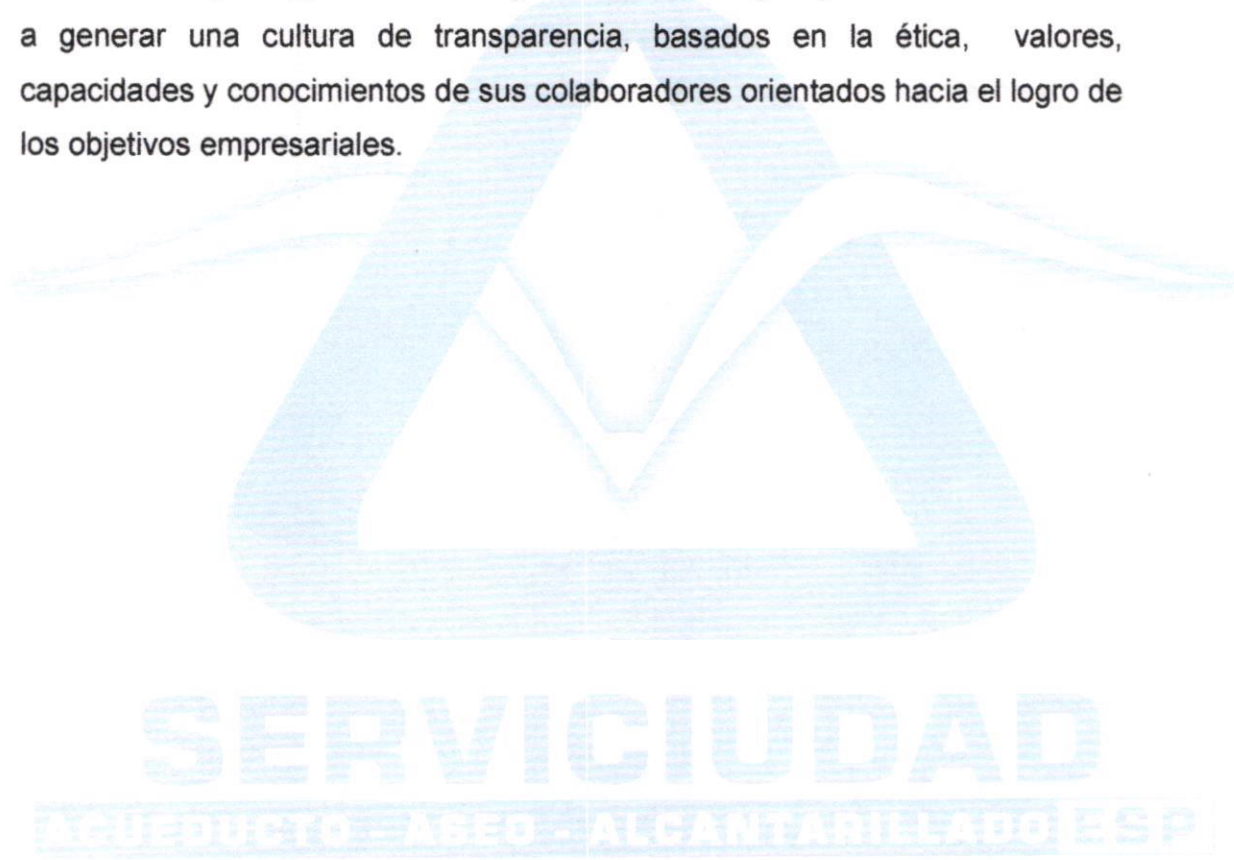 a generar una cultura de transparencia, basados en la ética, valores,
capacidades y conocimientos de sus colaboradores orientados hacia el logro de
los objetivos empresariales.
SERVICIUDAD
ACUEDUCTO - ASEO - ALCANTARILLADO ESP